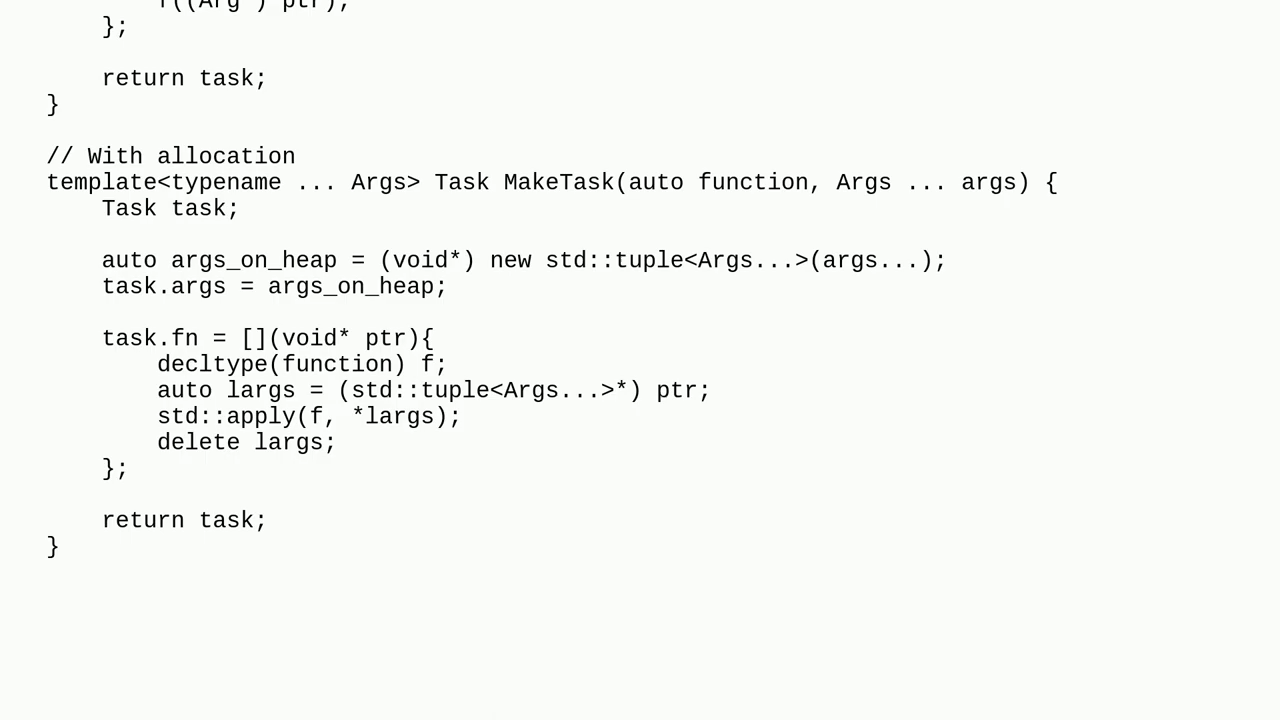 f((Arg*) ptr);
};
return task;
}
// With allocation
template<typename ... Args> Task MakeTask(auto function, Args ... args) {
Task task;
auto args_on_heap = (void*) new std::tuple<Args...>(args...);
task.args = args_on_heap;
task.fn = [](void* ptr){
decltype(function) f;
auto largs = (std::tuple<Args...>*) ptr;
std::apply(f, *largs);
delete largs;
};
return task;
}